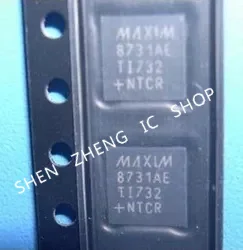 MAXIM
8731AE
TI732
+NTCR
SHEN ZHENG IC SHOP
MAXIM
8731AE
TI732
+NTCR